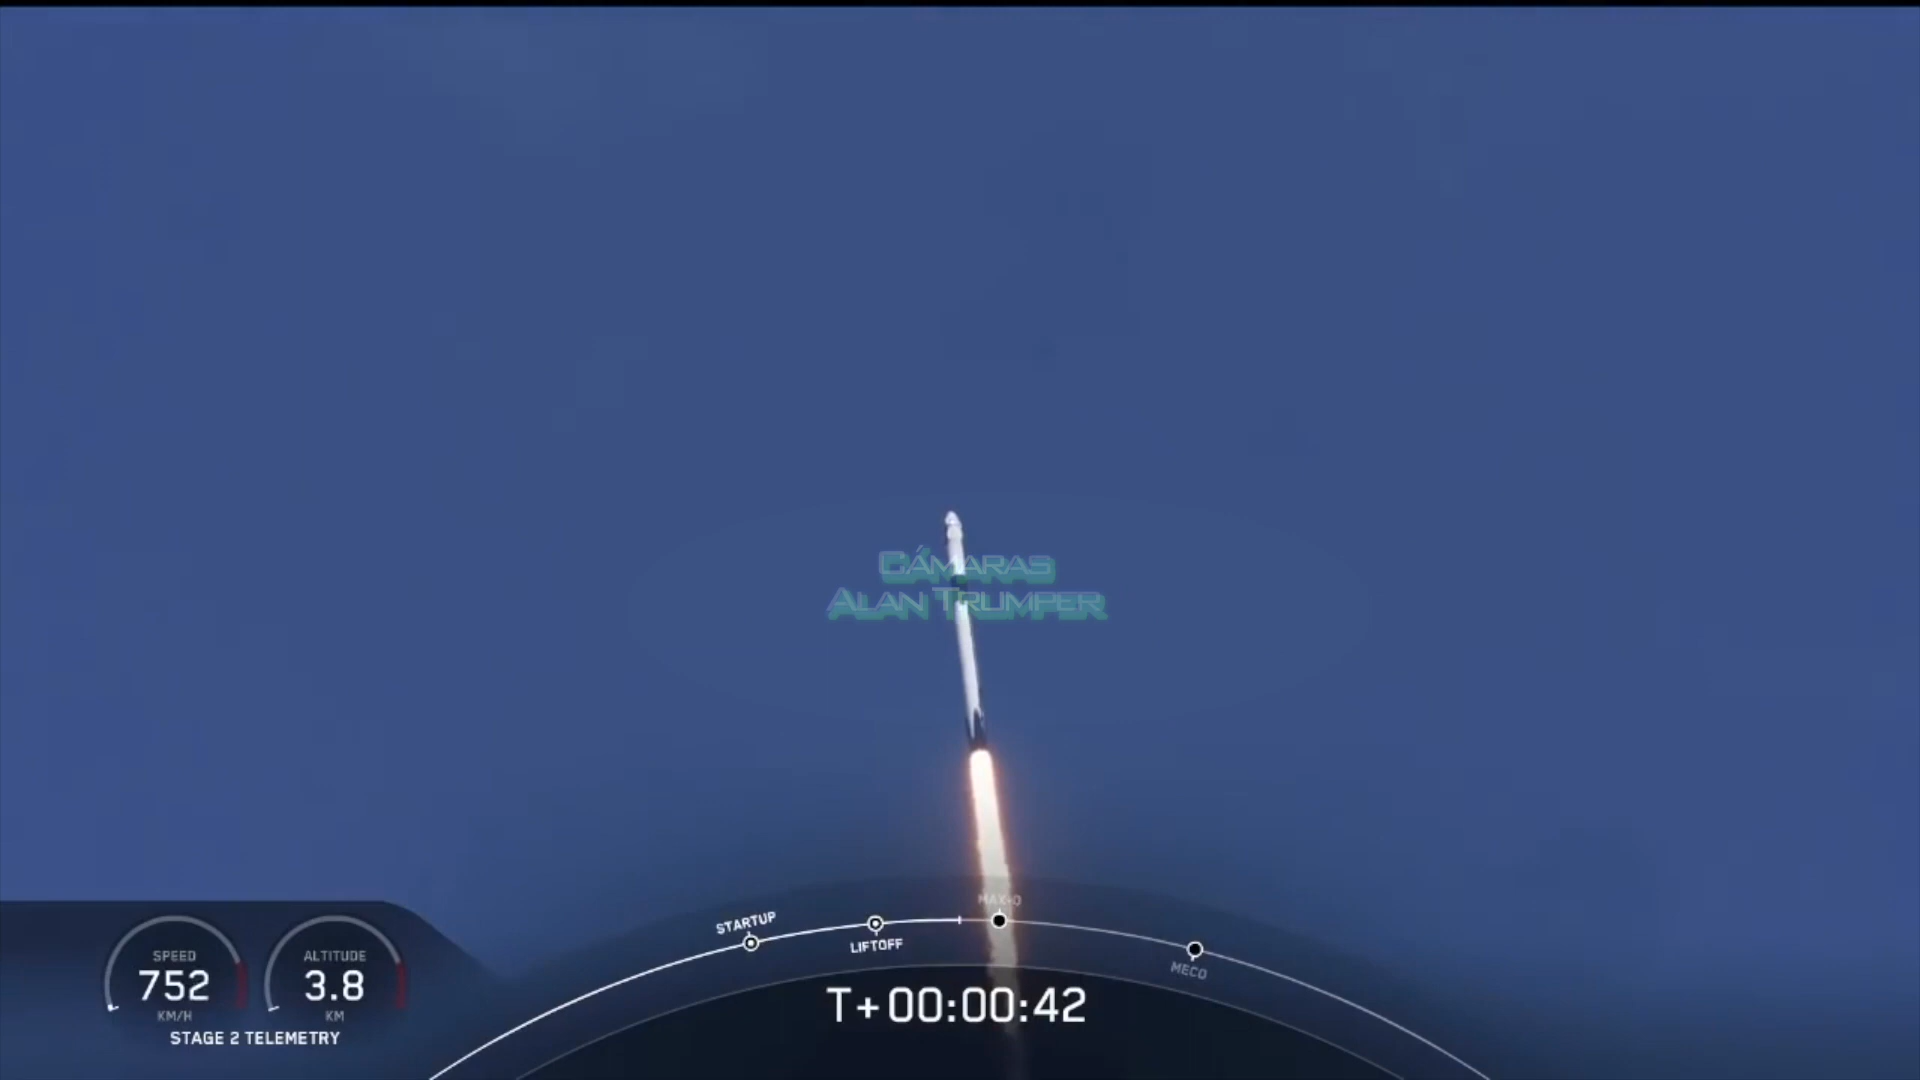 CÁMARAS
ALAN TRUMPER
MAX-Q
STARTUP
LIFTOFF
MECO
SPEED
752
KM/H
ALTITUDE
3.8
KM
STAGE 2 TELEMETRY
T+00:00:42